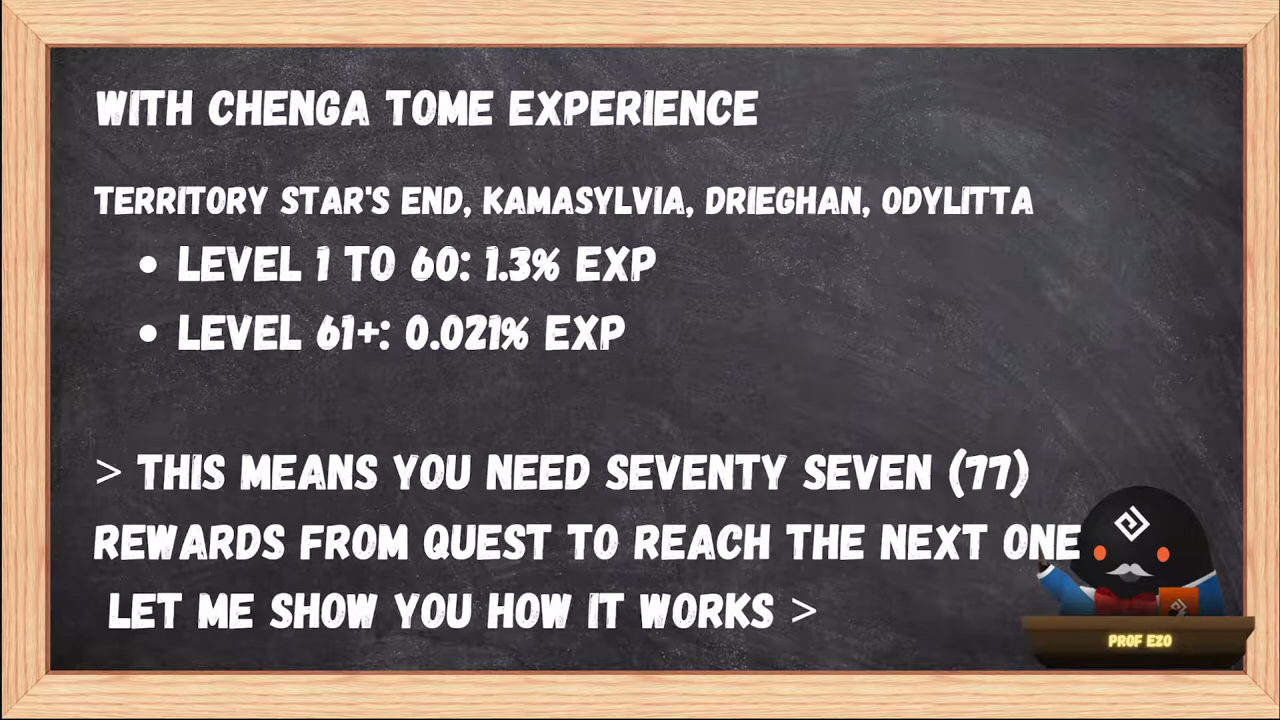 WITH CHENGA TOME EXPERIENCE
TERRITORY STAR'S END, KAMASYLVIA, DRIEGHAN, ODYLITTA
• LEVEL 1 TO 60: 1.3% EXP
• LEVEL 61+: 0.021% EXP
> THIS MEANS YOU NEED SEVENTY SEVEN (77)
REWARDS FROM QUEST TO REACH THE NEXT ONE
LET ME SHOW YOU HOW IT WORKS >
PROF EZO